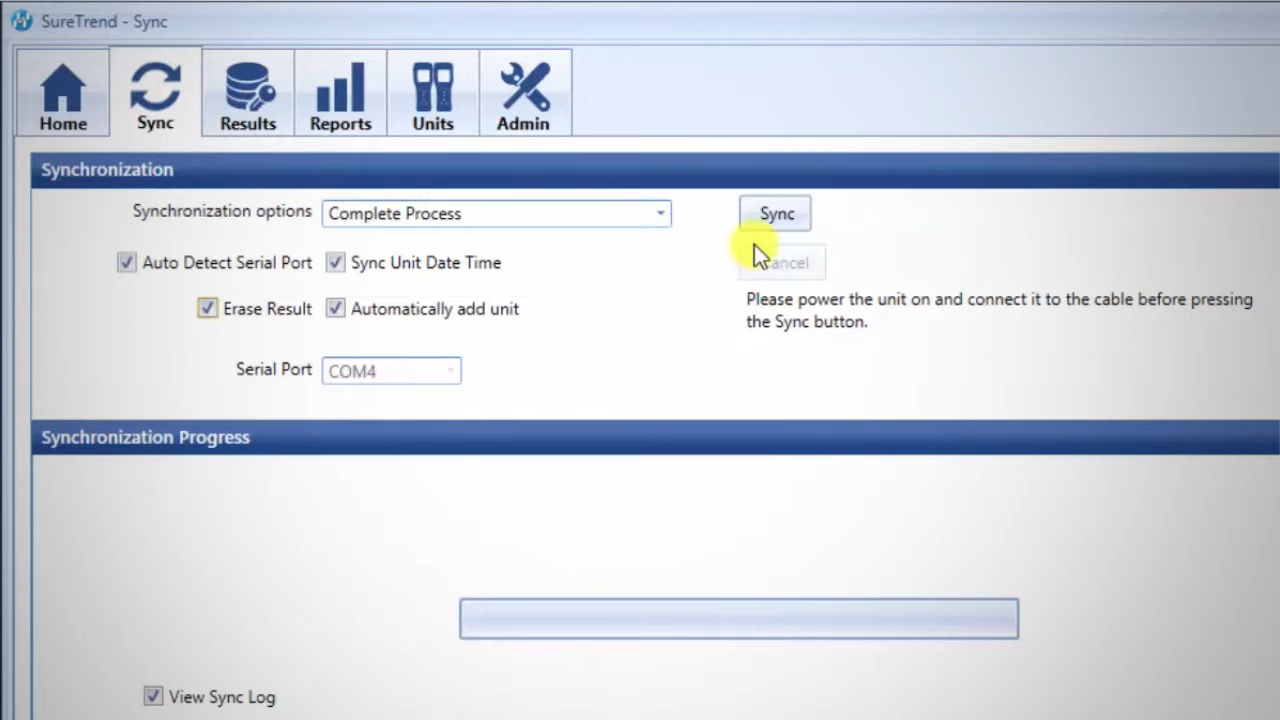 SureTrend - Sync
Home
Sync
Results
Reports
Units
Admin
Synchronization
Synchronization options
Complete Process
Sync
Auto Detect Serial Port
Sync Unit Date Time
ancel
Erase Result
Automatically add unit
Please power the unit on and connect it to the cable before pressing
the Sync button.
Serial Port
COM4
Synchronization Progress
View Sync Log